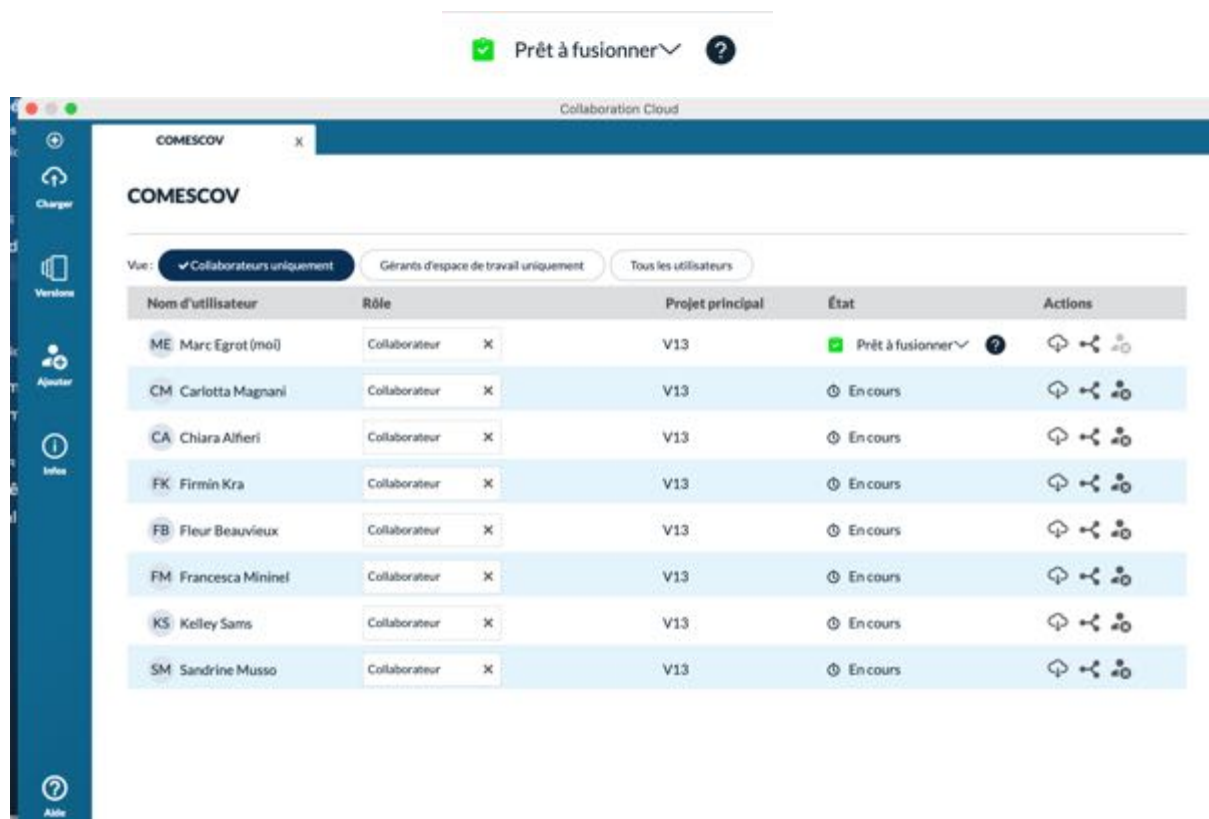 Prêt à fusionner
Collaboration Cloud
COMESCOV X
Charger
COMESCOV
Vue : Collaborateurs uniquement Gérants d'espace de travail uniquement Tous les utilisateurs
Versions
Nom d'utilisateur Rôle Projet principal État Actions
ME Marc Egrot (moi) Collaborateur V13 Prêt à fusionner
Ajouter
CM Carlotta Magnani Collaborateur V13 En cours
CA Chiara Alfieri Collaborateur V13 En cours
Infos
FK Firmin Kra Collaborateur V13 En cours
FB Fleur Beauvieux Collaborateur V13 En cours
FM Francesca Mininel Collaborateur V13 En cours
KS Kelley Sams Collaborateur V13 En cours
SM Sandrine Musso Collaborateur V13 En cours
Aide